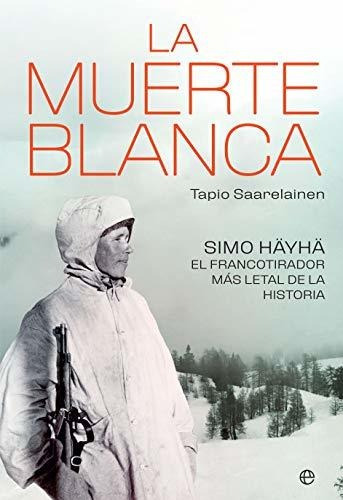 LA
MUERTE
BLANCA
Tapio Saarelainen
SIMO HÄYHÄ
EL FRANCOTIRADOR
MÁS LETAL DE LA
HISTORIA
e